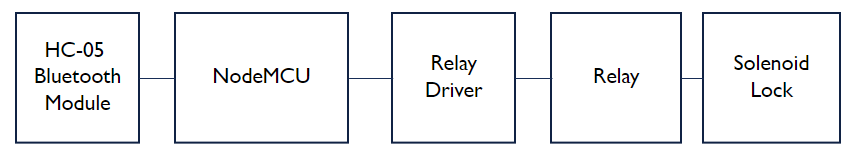 HC-05
Bluetooth
Module
NodeMCU
Relay
Driver
Relay
Solenoid
Lock